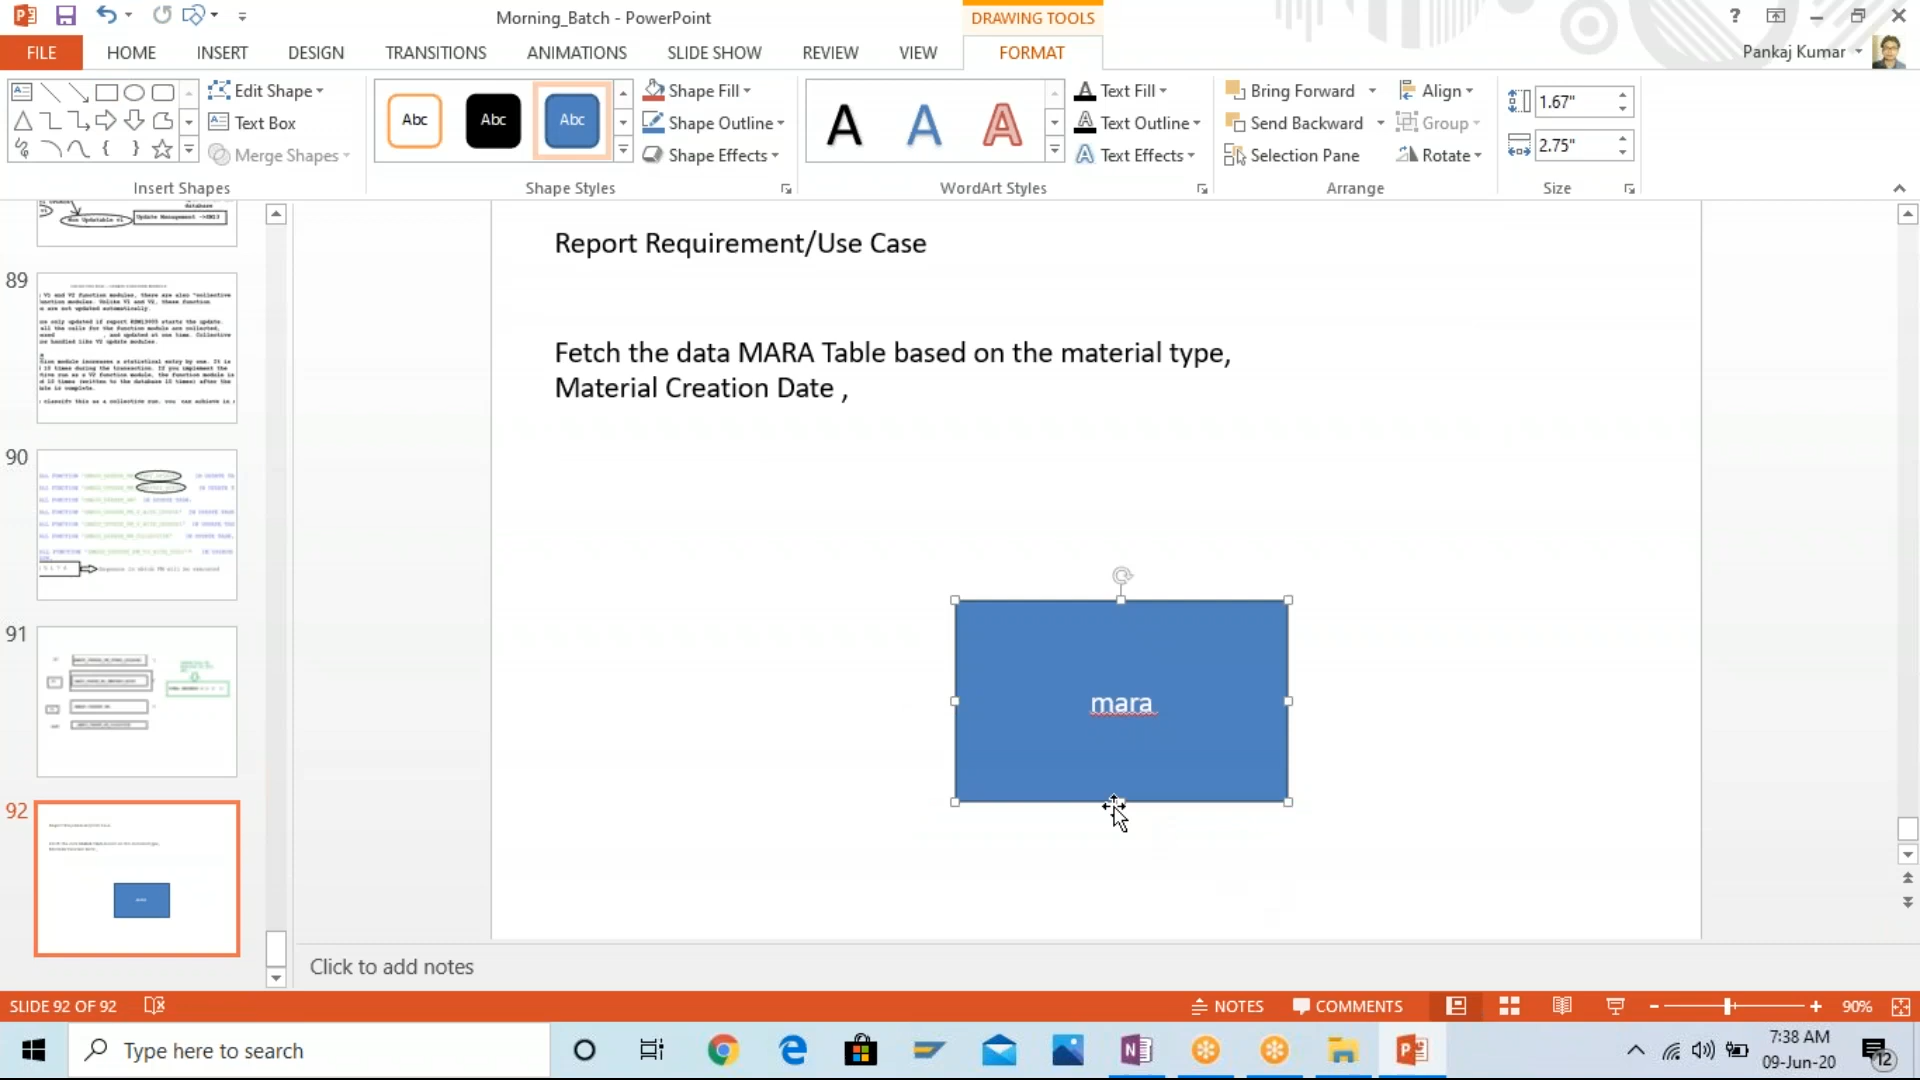 Morning_Batch - PowerPoint
DRAWING TOOLS
?
FILE
HOME
INSERT
DESIGN
TRANSITIONS
ANIMATIONS
SLIDE SHOW
REVIEW
VIEW
FORMAT
Pankaj Kumar
Edit Shape
Text Box
Merge Shapes
Insert Shapes
Abc
Abc
Abc
Shape Fill
Shape Outline
Shape Effects
Shape Styles
A
A
A
Text Fill
Text Outline
Text Effects
WordArt Styles
Bring Forward
Send Backward
Selection Pane
Align
Group
Rotate
Arrange
1.67"
2.75"
Size
database
Update Management ->SM13
89
90
91
92
Report Requirement/Use Case
Fetch the data MARA Table based on the material type,
Material Creation Date ,
mara
Click to add notes
SLIDE 92 OF 92
NOTES
COMMENTS
90%
Type here to search
7:38 AM
09-Jun-20
12